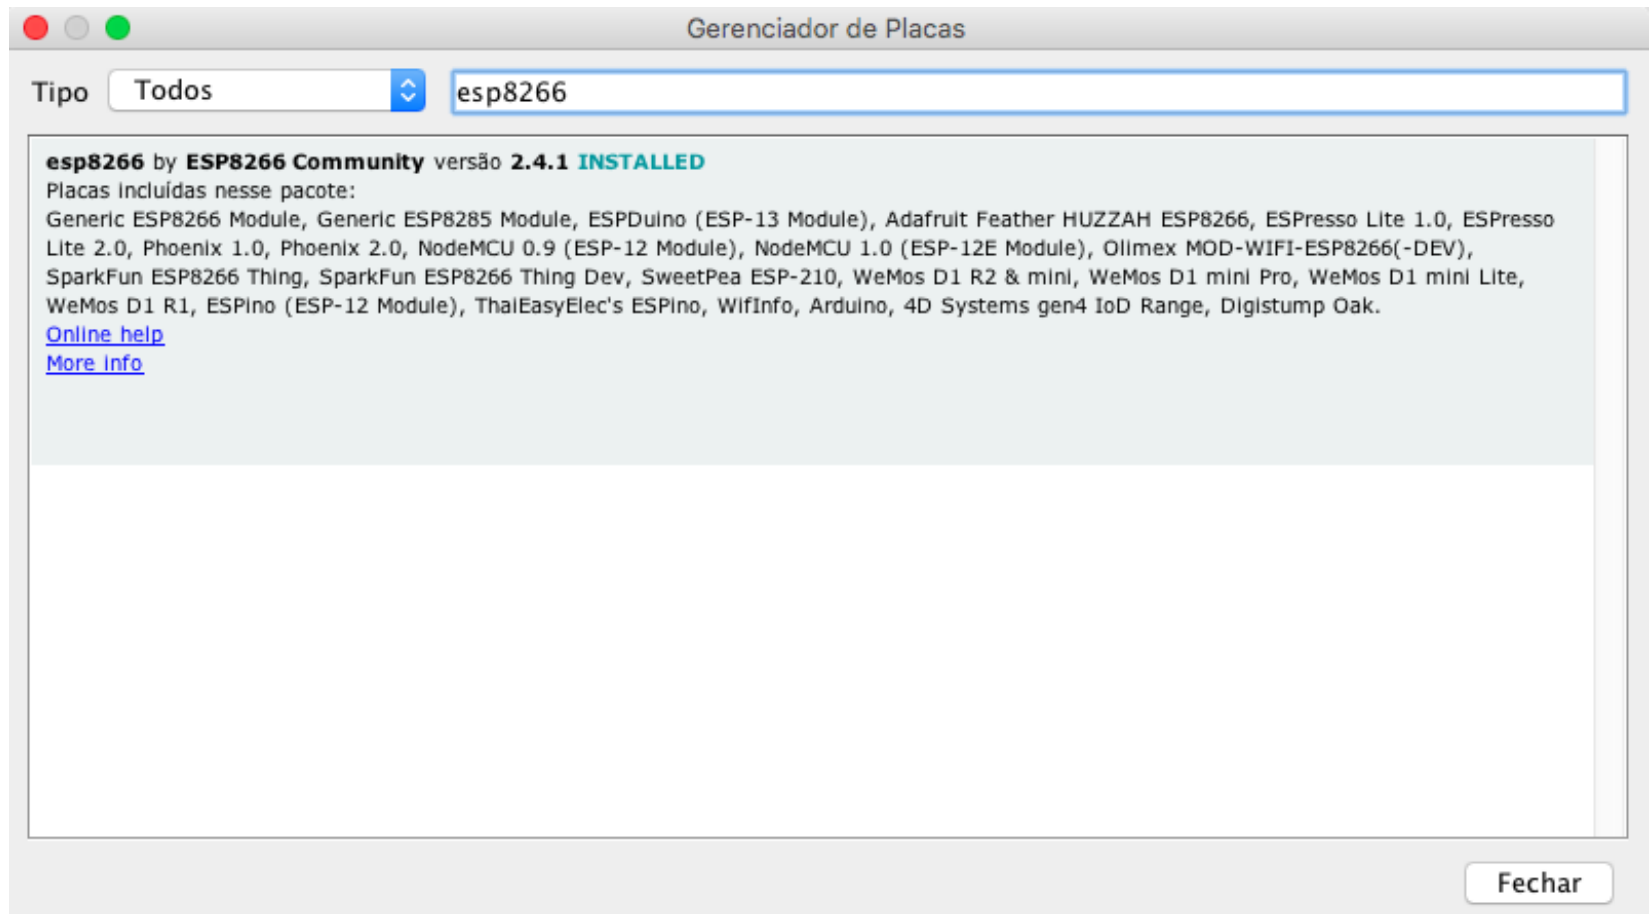 Gerenciador de Placas
Tipo Todos esp8266
esp8266 by ESP8266 Community versão 2.4.1 INSTALLED
Placas incluídas nesse pacote:
Generic ESP8266 Module, Generic ESP8285 Module, ESPDuino (ESP-13 Module), Adafruit Feather HUZZAH ESP8266, ESPresso Lite 1.0, ESPresso
Lite 2.0, Phoenix 1.0, Phoenix 2.0, NodeMCU 0.9 (ESP-12 Module), NodeMCU 1.0 (ESP-12E Module), Olimex MOD-WIFI-ESP8266(-DEV),
SparkFun ESP8266 Thing, SparkFun ESP8266 Thing Dev, SweetPea ESP-210, WeMos D1 R2 & mini, WeMos D1 mini Pro, WeMos D1 mini Lite,
WeMos D1 R1, ESPino (ESP-12 Module), ThaiEasyElec's ESPino, WifInfo, Arduino, 4D Systems gen4 IoD Range, Digistump Oak.
Online help
More info
Fechar